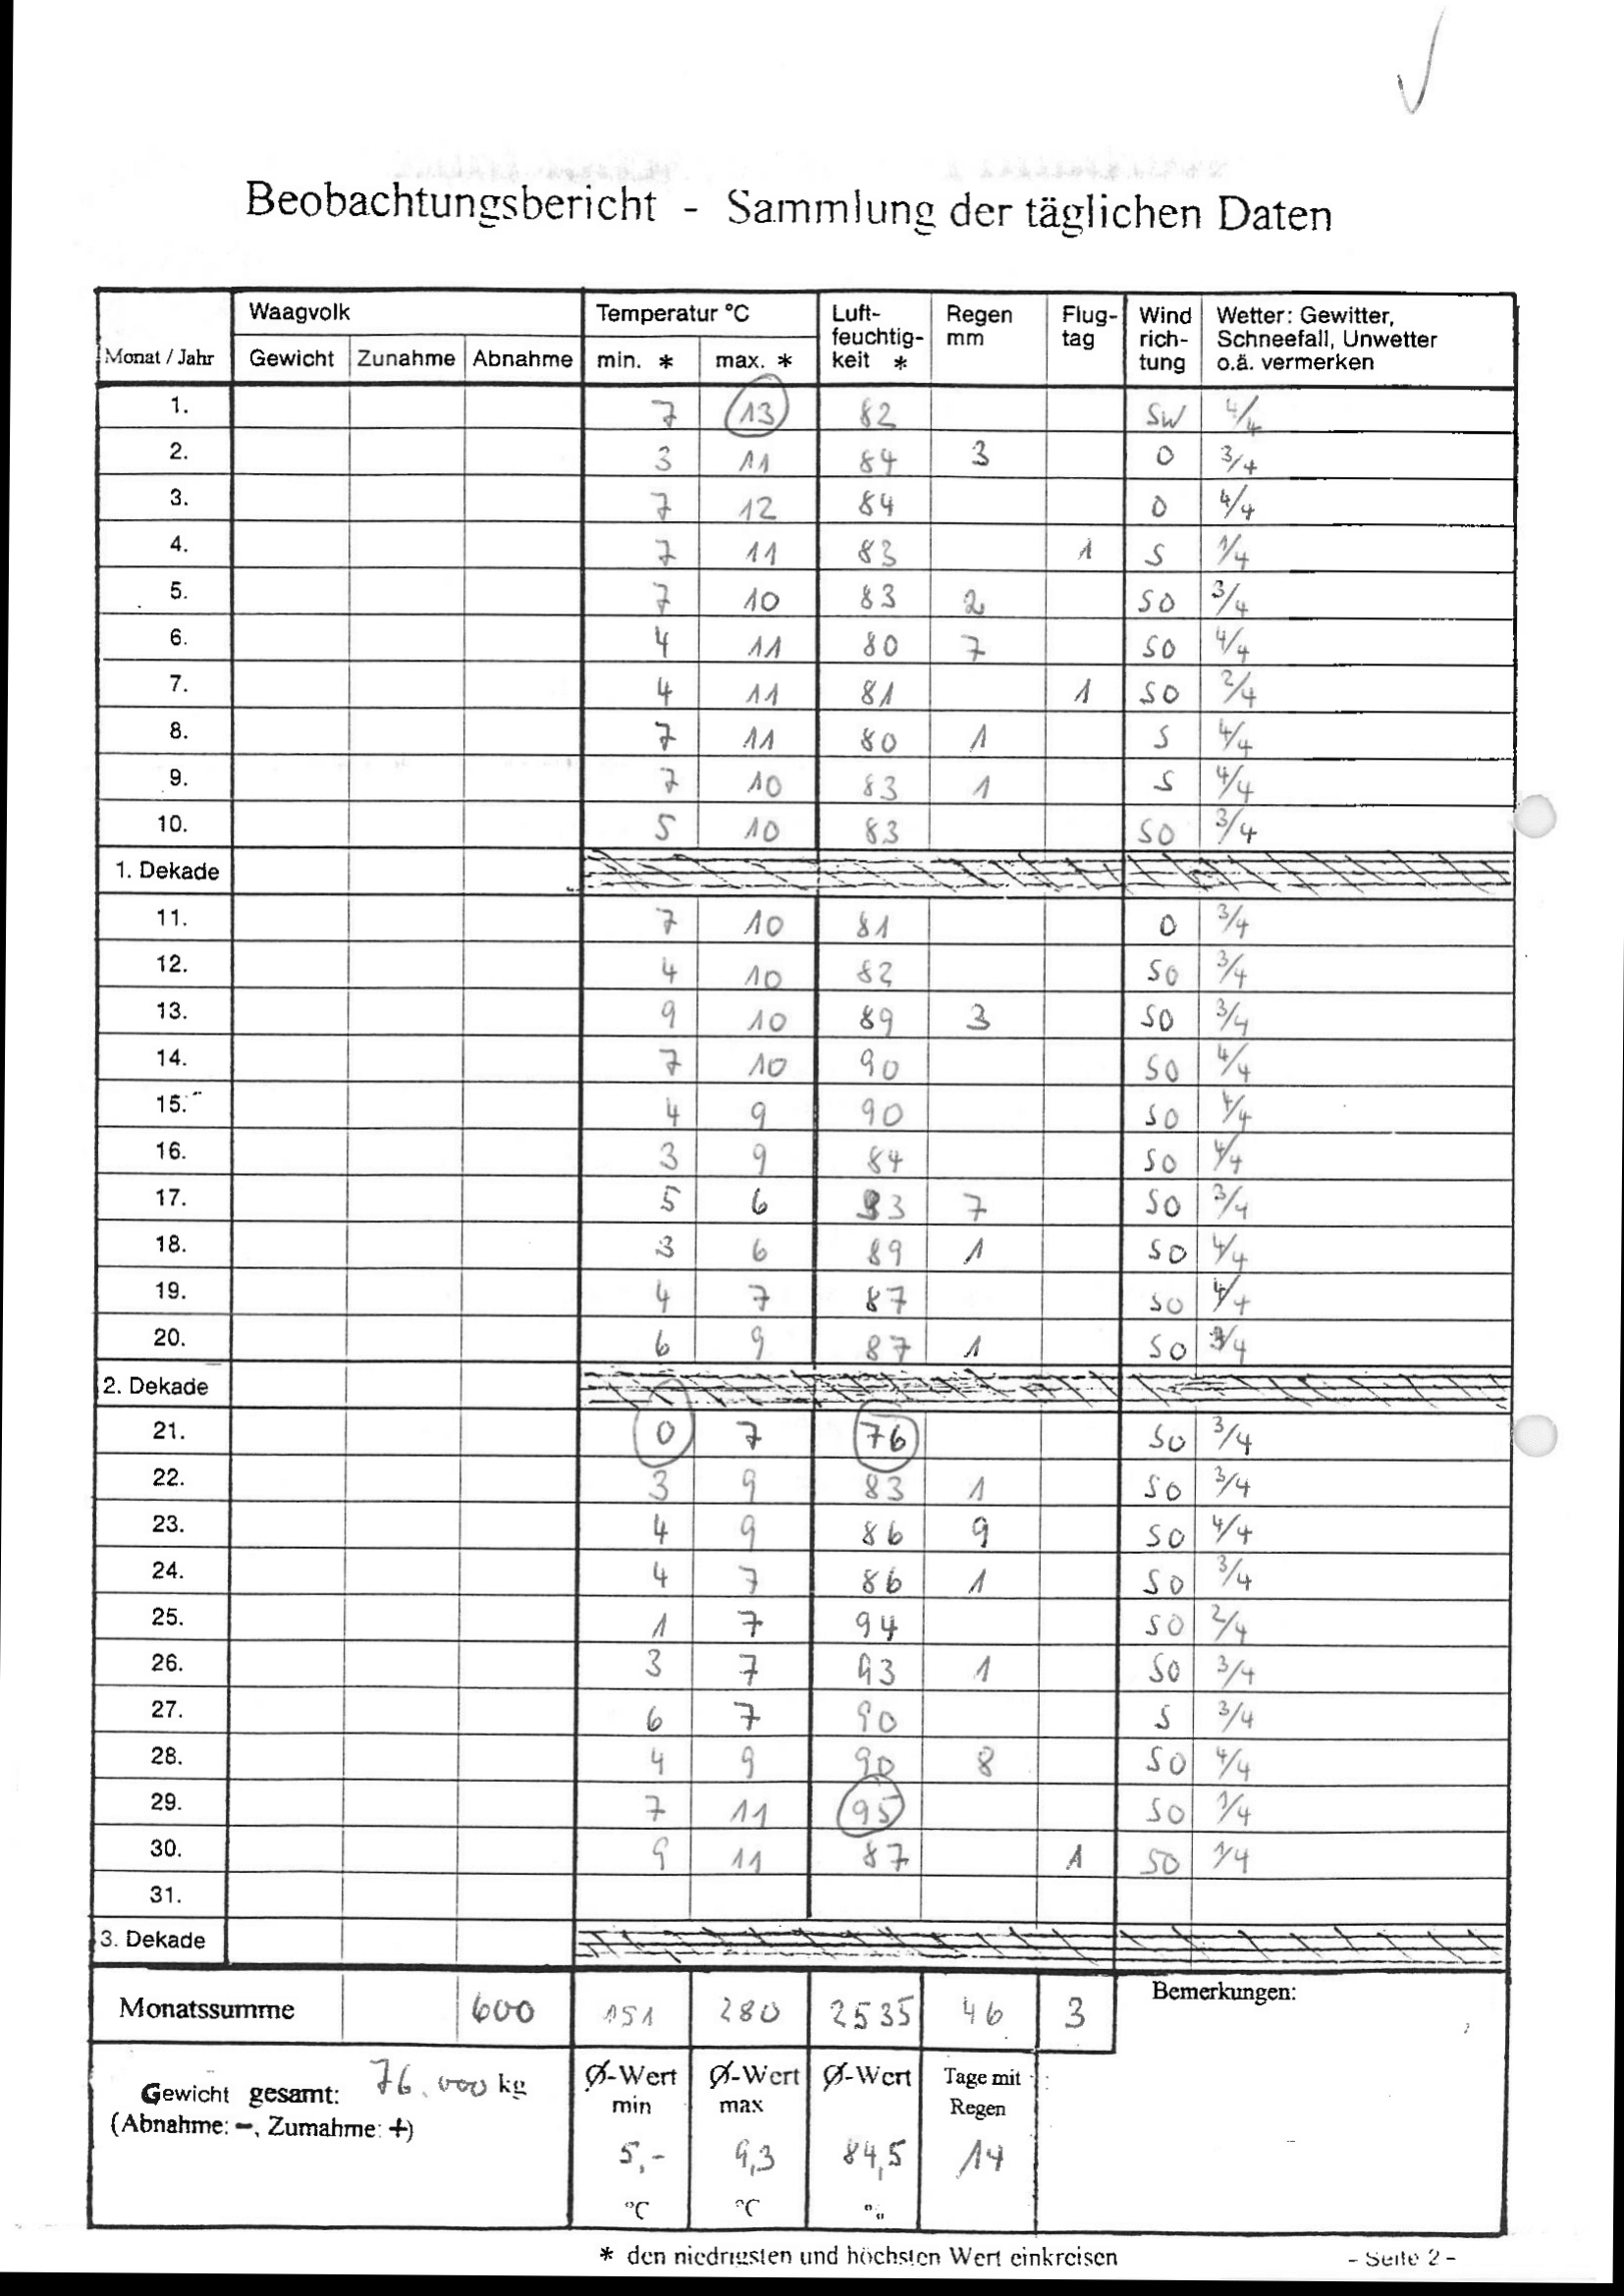 Beobachtungsbericht - Sammlung der täglichen Daten
Monat / Jahr Waagvolk Temperatur °C Luft-feuchtig-keit * Regen mm Flug-tag Wind rich-tung Wetter: Gewitter, Schneefall, Unwetter o.ä. vermerken
Gewicht Zunahme Abnahme min. * max. *
1. 7 13 82 SW 4/4
2. 3 11 84 3 O 3/4
3. 7 12 84 O 4/4
4. 7 11 83 1 S 1/4
5. 7 10 83 2 SO 3/4
6. 4 11 80 7 SO 4/4
7. 4 11 81 1 SO 2/4
8. 7 11 80 1 S 4/4
9. 7 10 83 1 S 4/4
10. 5 10 83 SO 3/4
1. Dekade
11. 7 10 81 O 3/4
12. 4 10 82 SO 3/4
13. 9 10 89 3 SO 3/4
14. 7 10 90 SO 4/4
15. 4 9 90 SO 4/4
16. 3 9 84 SO 4/4
17. 5 6 83 7 SO 3/4
18. 3 6 89 1 SO 4/4
19. 4 7 87 SO 4/4
20. 6 9 87 1 SO 3/4
2. Dekade
21. 0 7 76 SO 3/4
22. 3 9 83 1 SO 3/4
23. 4 9 86 9 SO 4/4
24. 4 7 86 1 SO 3/4
25. 1 7 94 SO 2/4
26. 3 7 93 1 SO 3/4
27. 6 7 90 S 3/4
28. 4 9 90 8 SO 4/4
29. 7 11 95 SO 1/4
30. 9 11 87 1 SO 1/4
31.
3. Dekade
Monatssumme 600 151 280 2535 46 3 Bemerkungen:
Gewicht gesamt: 76.000 kg
(Abnahme: -, Zumahme: +)
Ø-Wert min 5,- °C
Ø-Wert max 9,3 °C
Ø-Wert 84,5 %
Tage mit Regen 14
* den niedrigsten und höchsten Wert einkreisen
- Seite 2 -